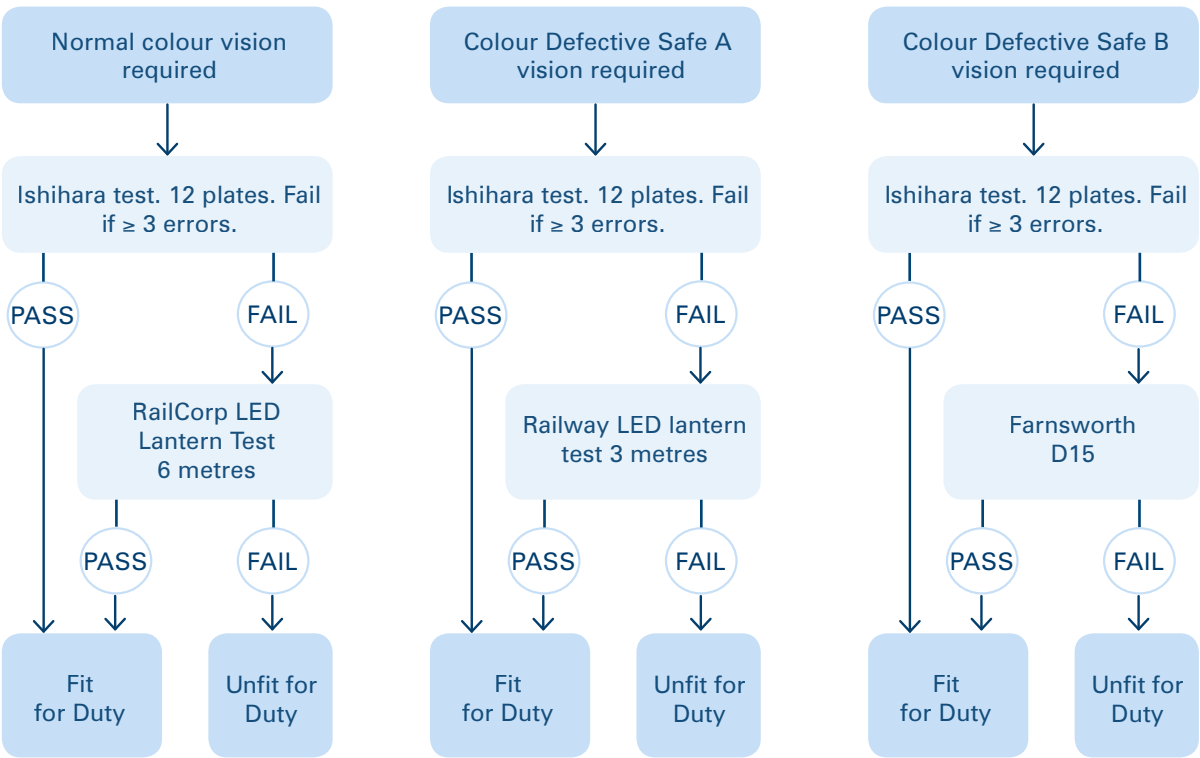 Normal colour vision
required
Ishihara test. 12 plates. Fail
if ≥ 3 errors.
PASS
FAIL
RailCorp LED
Lantern Test
6 metres
PASS
FAIL
Fit
for Duty
Unfit for
Duty
Colour Defective Safe A
vision required
Ishihara test. 12 plates. Fail
if ≥ 3 errors.
PASS
FAIL
Railway LED lantern
test 3 metres
PASS
FAIL
Fit
for Duty
Unfit for
Duty
Colour Defective Safe B
vision required
Ishihara test. 12 plates. Fail
if ≥ 3 errors.
PASS
FAIL
Farnsworth
D15
PASS
FAIL
Fit
for Duty
Unfit for
Duty